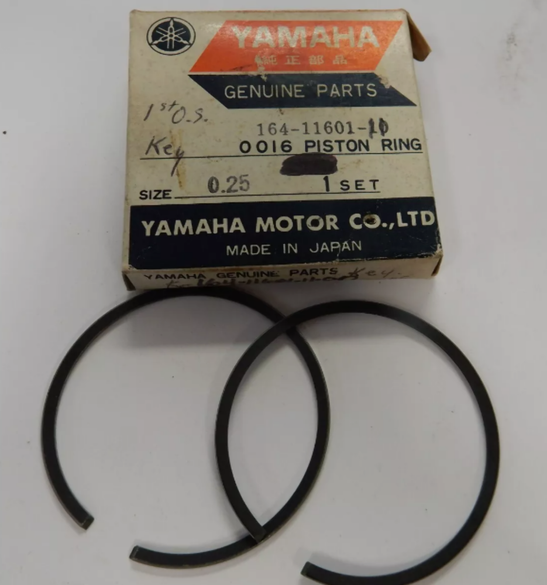 YAMAHA
純正部品
GENUINE PARTS
1st O.S.
164-11601-10
Key 0016 PISTON RING
SIZE 0.25 1 SET
YAMAHA MOTOR CO.,LTD
MADE IN JAPAN
YAMAHA GENUINE PARTS Key